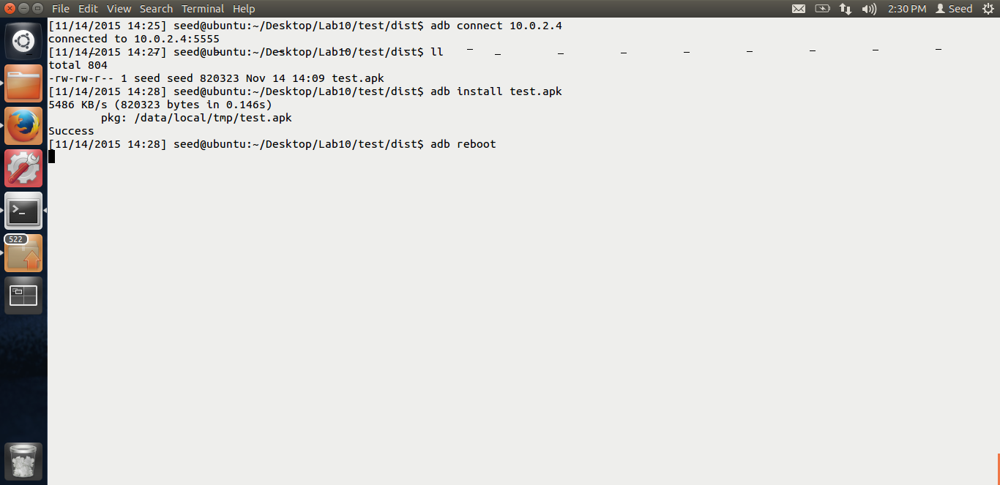 File Edit View Search Terminal Help 2:30 PM Seed
[11/14/2015 14:25] seed@ubuntu:~/Desktop/Lab10/test/dist$ adb connect 10.0.2.4
connected to 10.0.2.4:5555
[11/14/2015 14:27] seed@ubuntu:~/Desktop/Lab10/test/dist$ ll
total 804
-rw-rw-r-- 1 seed seed 820323 Nov 14 14:09 test.apk
[11/14/2015 14:28] seed@ubuntu:~/Desktop/Lab10/test/dist$ adb install test.apk
5486 KB/s (820323 bytes in 0.146s)
        pkg: /data/local/tmp/test.apk
Success
[11/14/2015 14:28] seed@ubuntu:~/Desktop/Lab10/test/dist$ adb reboot
>_
522